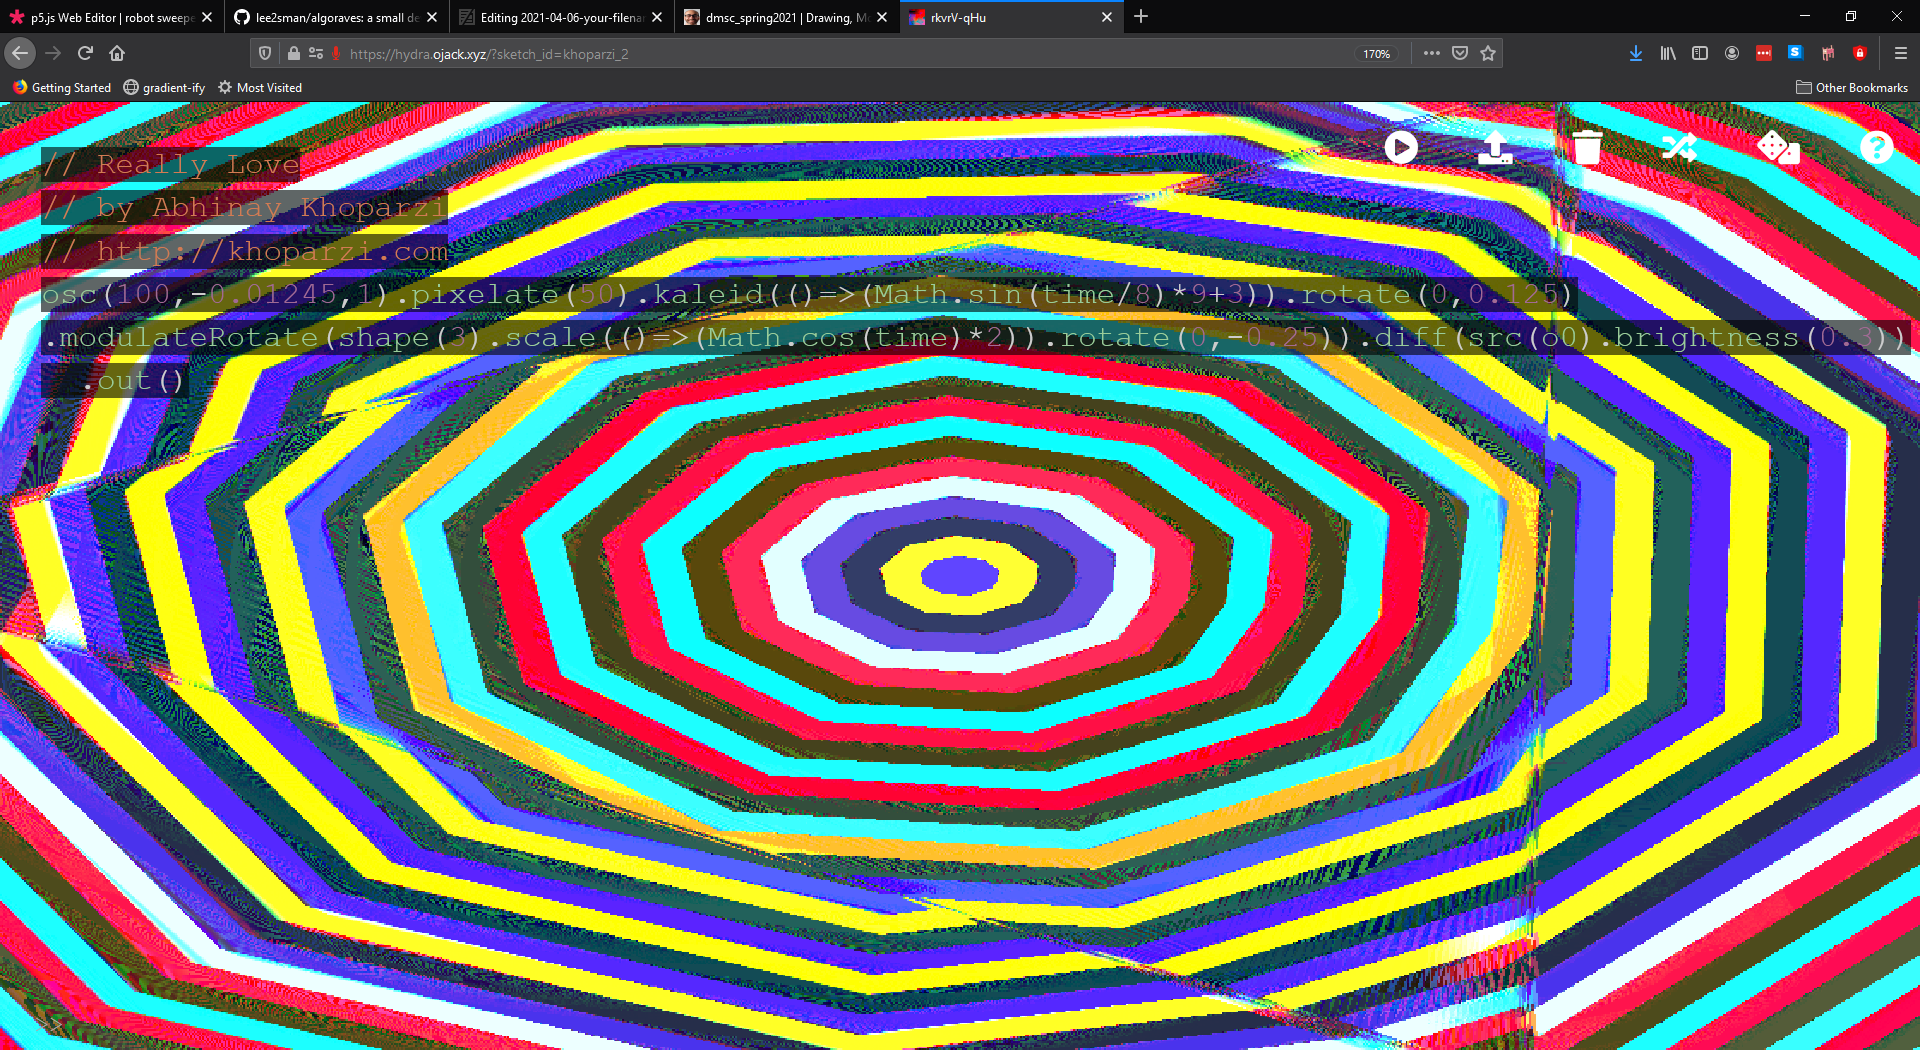 p5.js Web Editor | robot sweepe
lee2sman/algoraves: a small de
Editing 2021-04-06-your-filenar
dmsc_spring2021 | Drawing, Mo
rkvrV-qHu
https://hydra.ojack.xyz/?sketch_id=khoparzi_2
170%
Getting Started
gradient-ify
Most Visited
Other Bookmarks
// Really Love
// by Abhinay Khoparzi
// http://khoparzi.com
osc(100,-0.01245,1).pixelate(50).kaleid(()=>(Math.sin(time/8)*9+3)).rotate(0,0.125)
.modulateRotate(shape(3).scale(()=>(Math.cos(time)*2)).rotate(0,-0.25)).diff(src(o0).brightness(0.3))
.out()
>>